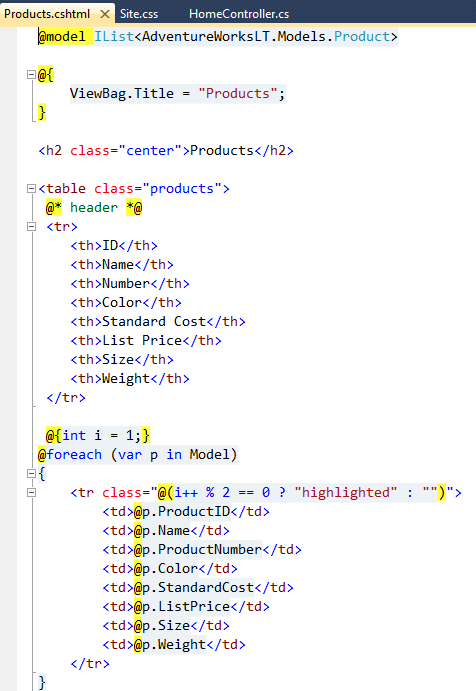 Products.cshtml Site.css HomeController.cs
@model IList<AdventureWorksLT.Models.Product>
@{
ViewBag.Title = "Products";
}
<h2 class="center">Products</h2>
<table class="products">
@* header *@
<tr>
<th>ID</th>
<th>Name</th>
<th>Number</th>
<th>Color</th>
<th>Standard Cost</th>
<th>List Price</th>
<th>Size</th>
<th>Weight</th>
</tr>
@{int i = 1;}
@foreach (var p in Model)
{
<tr class="@(i++ % 2 == 0 ? "highlighted" : "")">
<td>@p.ProductID</td>
<td>@p.Name</td>
<td>@p.ProductNumber</td>
<td>@p.Color</td>
<td>@p.StandardCost</td>
<td>@p.ListPrice</td>
<td>@p.Size</td>
<td>@p.Weight</td>
</tr>
}